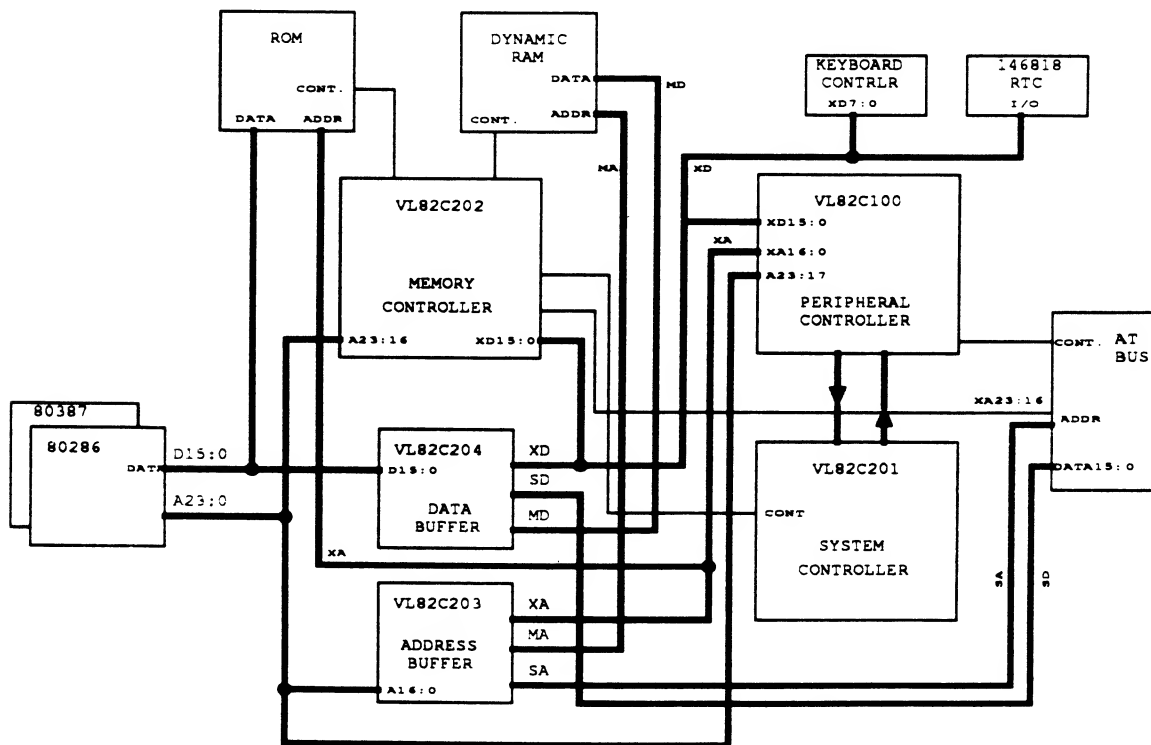 ROM
CONT.
DATA ADDR
DYNAMIC
RAM
DATA
ADDR
CONT.
MD
MA
KEYBOARD
CONTRLR
XD7:0
146818
RTC
I/O
XD
VL82C202
MEMORY
CONTROLLER
A23:16 XD15:0
VL82C100
XD15:0
XA16:0
A23:17
PERIPHERAL
CONTROLLER
XA
AT
BUS
CONT.
XA23:16
ADDR
DATA15:0
80387
80286
DATA
D15:0
A23:0
VL82C204
D15:0
DATA
BUFFER
XD
SD
MD
VL82C201
CONT
SYSTEM
CONTROLLER
XA
SA
SD
VL82C203
ADDRESS
BUFFER
A16:0
XA
MA
SA